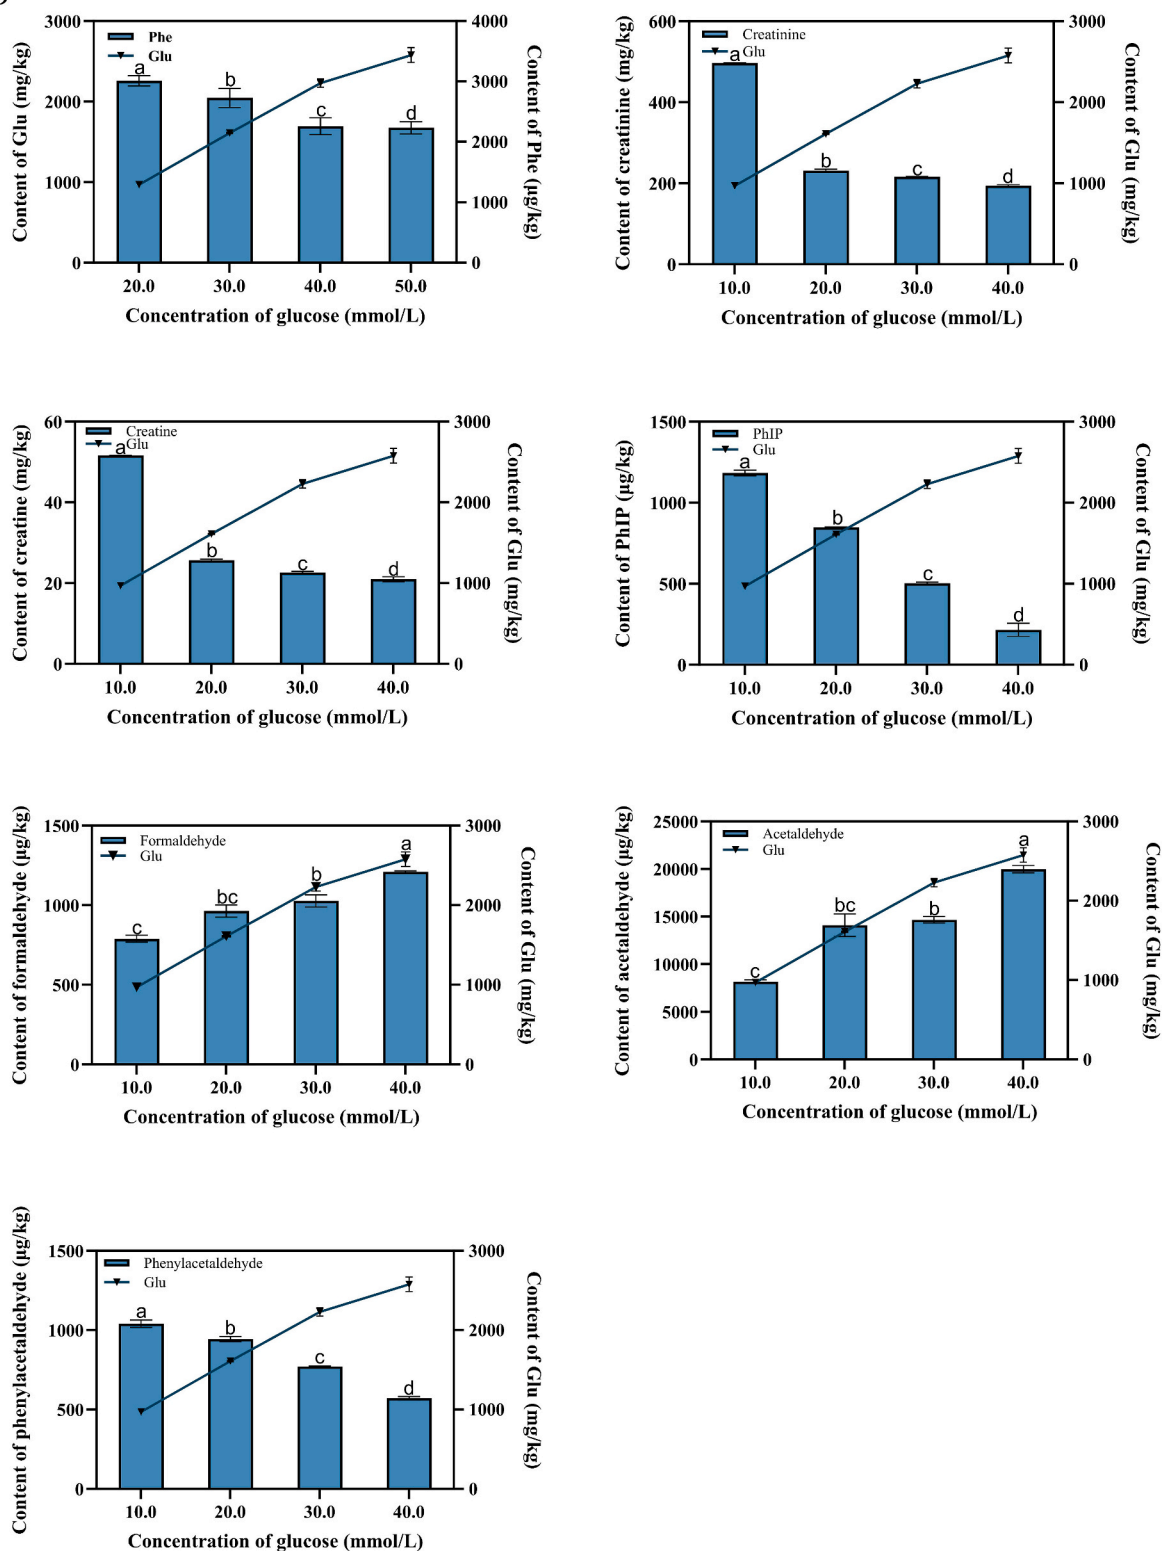 3000
2000
1000
0
Content of Glu (mg/kg)
Phe
Glu
a
b
c
d
4000
3000
2000
1000
0
Content of Phe (µg/kg)
20.0 30.0 40.0 50.0
Concentration of glucose (mmol/L)
600
400
200
0
Content of creatinine (mg/kg)
Creatinine
Glu
a
b
c
d
3000
2000
1000
0
Content of Glu (mg/kg)
10.0 20.0 30.0 40.0
Concentration of glucose (mmol/L)
60
40
20
0
Content of creatine (mg/kg)
Creatine
Glu
a
b
c
d
3000
2000
1000
0
Content of Glu (mg/kg)
10.0 20.0 30.0 40.0
Concentration of glucose (mmol/L)
1500
1000
500
0
Content of PhIP (µg/kg)
PhIP
Glu
a
b
c
d
3000
2000
1000
0
Content of Glu (mg/kg)
10.0 20.0 30.0 40.0
Concentration of glucose (mmol/L)
1500
1000
500
0
Content of formaldehyde (µg/kg)
Formaldehyde
Glu
c
bc
b
a
3000
2000
1000
0
Content of Glu (mg/kg)
10.0 20.0 30.0 40.0
Concentration of glucose (mmol/L)
25000
20000
15000
10000
5000
0
Content of acetaldehyde (µg/kg)
Acetaldehyde
Glu
c
bc
b
a
3000
2000
1000
0
Content of Glu (mg/kg)
10.0 20.0 30.0 40.0
Concentration of glucose (mmol/L)
1500
1000
500
0
Content of phenylacetaldehyde (µg/kg)
Phenylacetaldehyde
Glu
a
b
c
d
3000
2000
1000
0
Content of Glu (mg/kg)
10.0 20.0 30.0 40.0
Concentration of glucose (mmol/L)